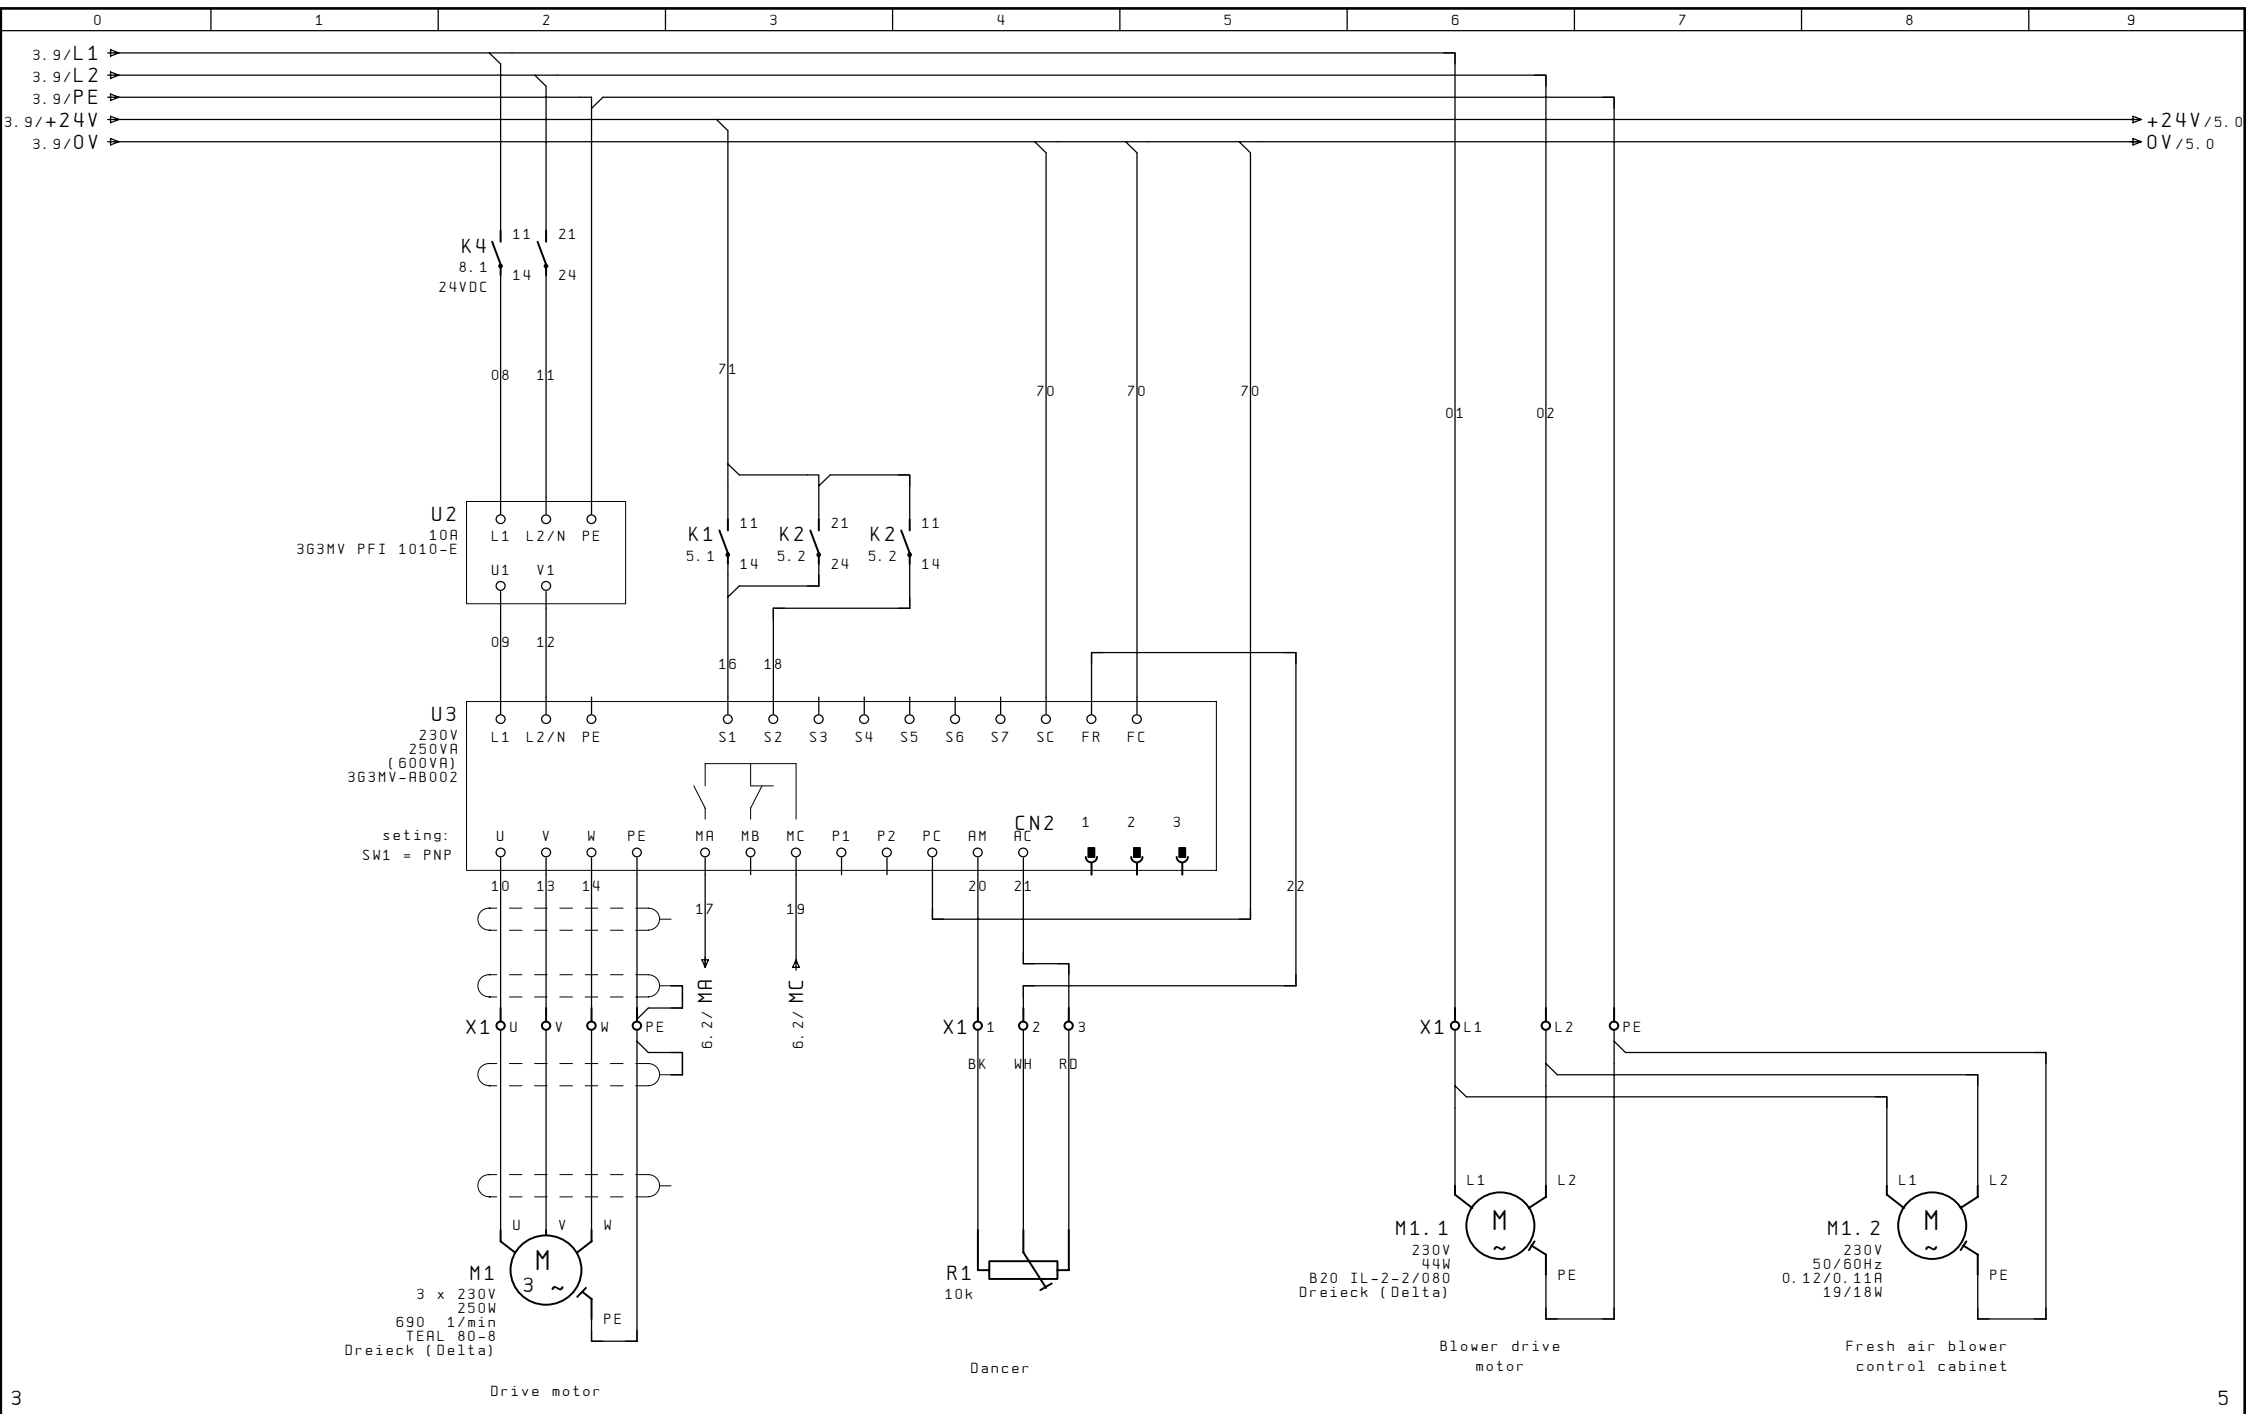 0 1 2 3 4 5 6 7 8 9
3.9/L1
3.9/L2
3.9/PE
3.9/+24V +24V/5.0
3.9/0V 0V/5.0
K4 11 21
8.1 14 24
24VDC
08 11 71 70 70 70 01 02
U2
10A
3G3MV PFI 1010-E
L1 L2/N PE
U1 V1
K1 11 K2 21 K2 11
5.1 14 5.2 24 5.2 14
09 12 16 18
U3
230V
250VA
(600VA)
3G3MV-AB002
L1 L2/N PE S1 S2 S3 S4 S5 S6 S7 SC FR FC
CN2 1 2 3
seting:
SW1 = PNP
U V W PE MA MB MC P1 P2 PC AM AC
10 13 14 17 19 20 21 22
6.2/MA
6.2/MC
X1 U V W PE
X1 1 2 3
X1 L1 L2 PE
BK WH RD
U V W
M
3 ~
M1
3 x 230V
250W
690 1/min
TEAL 80-8
Dreieck (Delta)
PE
Drive motor
R1
10k
Dancer
L1 L2
M
~
M1.1
230V
44W
B20 IL-2-2/080
Dreieck (Delta)
PE
Blower drive
motor
L1 L2
M
~
M1.2
230V
50/60Hz
0.12/0.11A
19/18W
PE
Fresh air blower
control cabinet
3 5